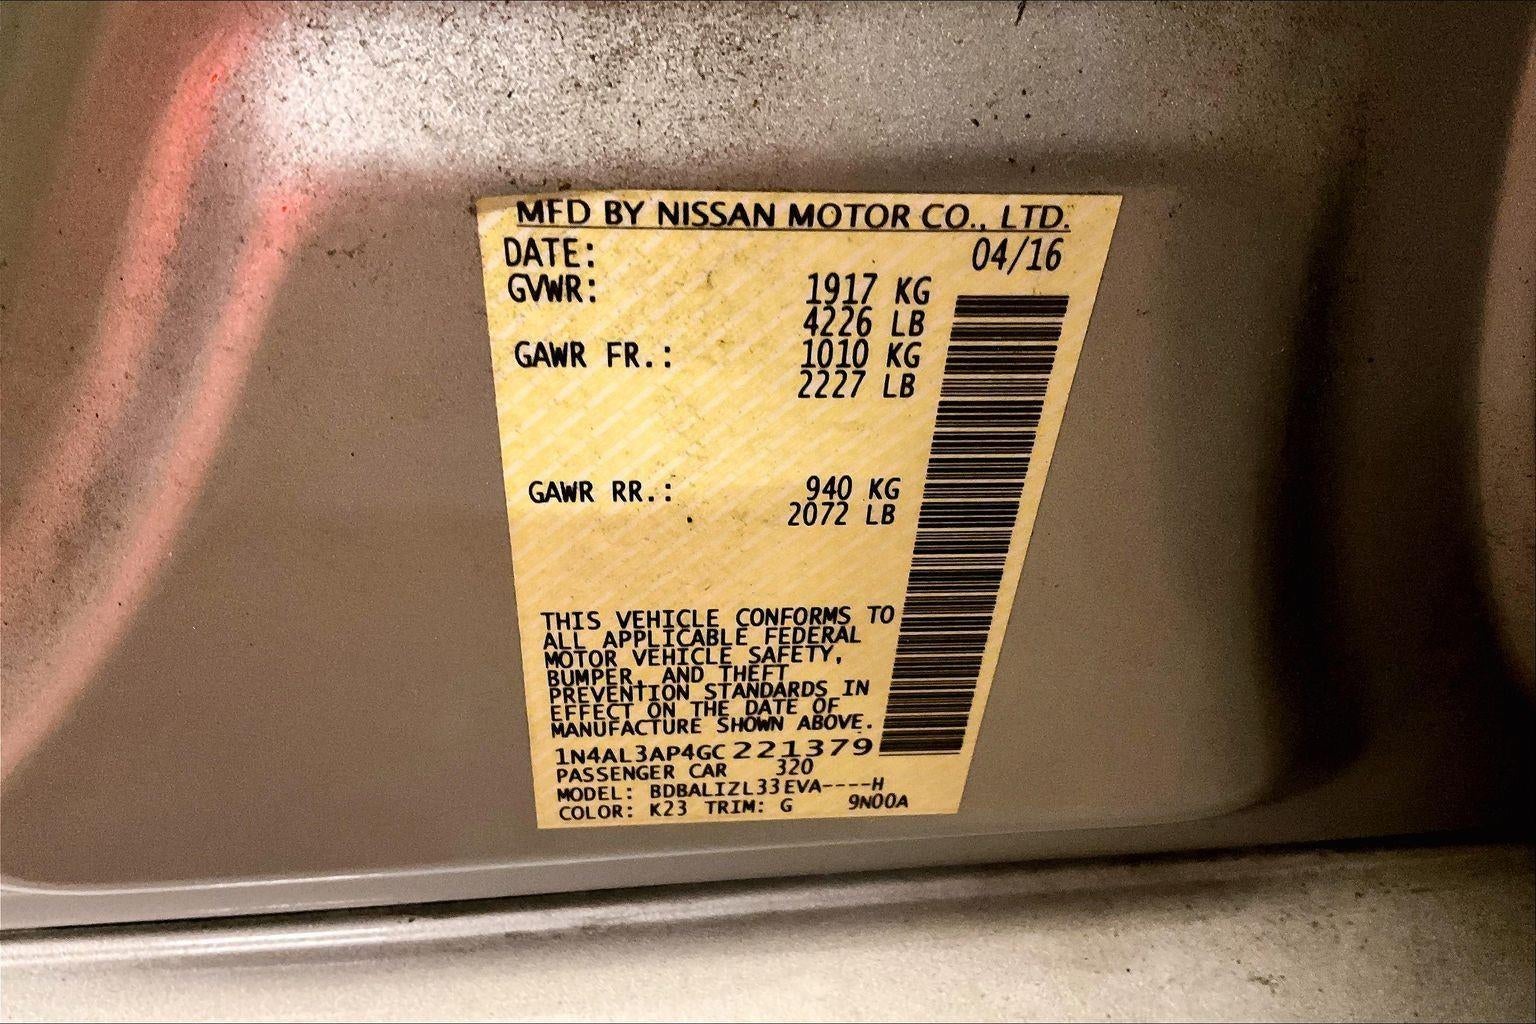 MFD BY NISSAN MOTOR CO., LTD.
DATE: 04/16
GVWR: 1917 KG
4226 LB
GAWR FR.: 1010 KG
2227 LB
GAWR RR.: 940 KG
2072 LB
THIS VEHICLE CONFORMS TO
ALL APPLICABLE FEDERAL
MOTOR VEHICLE SAFETY,
BUMPER, AND THEFT
PREVENTION STANDARDS IN
EFFECT ON THE DATE OF
MANUFACTURE SHOWN ABOVE.
1N4AL3AP4GC221379
PASSENGER CAR 320
MODEL: BDBALIZL33EVA----H
COLOR: K23 TRIM: G 9N00A